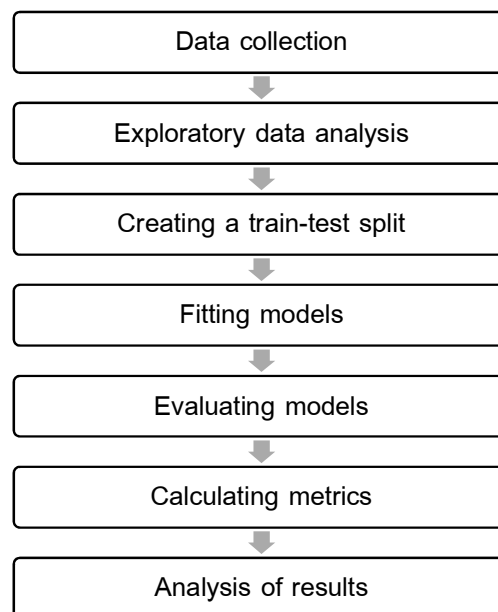 Data collection
Exploratory data analysis
Creating a train-test split
Fitting models
Evaluating models
Calculating metrics
Analysis of results